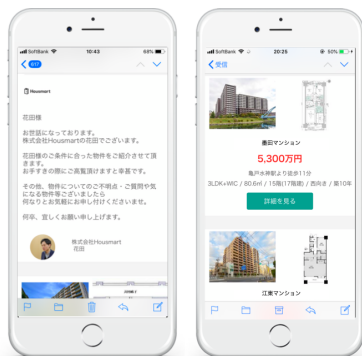 SoftBank 10:43 68%
617
Housmart
花田様
お世話になっております。
株式会社Housmartの花田でございます。
花田様のご条件に合った物件をご紹介させて頂
きます。
お手すきの際にご高覧頂けますと幸甚です。
その他、物件についてのご不明点・ご質問や気
になる物件等ございましたら
何なりとお気軽にお申し付けくださいませ。
何卒、宜しくお願い申し上げます。
株式会社Housmart
花田
SoftBank 20:25 50%
受信
墨田マンション
5,300万円
亀戸水神駅より徒歩11分
3LDK+WIC / 80.6㎡ / 15階(17階建) / 西向き / 築10年
詳細を見る
江東マンション